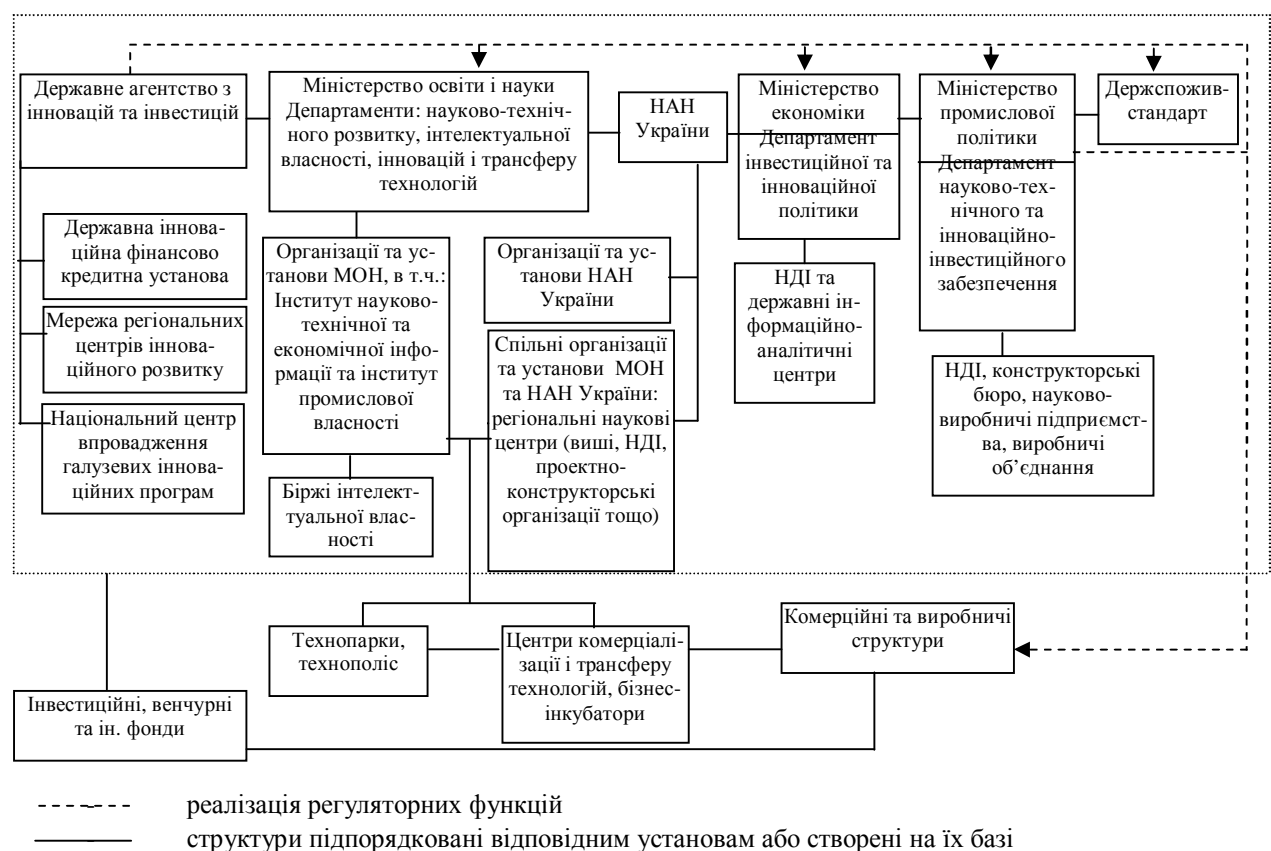 Державне агентство з
інновацій та інвестицій
Міністерство освіти і науки
Департаменти: науково-техніч-
ного розвитку, інтелектуальної
власності, інновацій і трансферу
технологій
НАН
України
Міністерство
економіки
Департамент
інвестиційної та
інноваційної
політики
Міністерство
промислової
політики
Департамент
науково-тех-
нічного та
інноваційно-
інвестиційного
забезпечення
Держспожив-
стандарт
Державна іннова-
ційна фінансово
кредитна установа
Мережа регіональних
центрів іннова-
ційного розвитку
Національний центр
впровадження
галузевих іннова-
ційних програм
Організації та ус-
танови МОН, в т.ч.:
Інститут науково-
технічної та
економічної інфо-
рмації та інститут
промислової
власності
Біржі інтелект-
туальної влас-
ності
Організації та ус-
танови НАН
України
Спільні організації
та установи МОН
та НАН України:
регіональні наукові
центри (виші, НДІ,
проектно-
конструкторські
організації тощо)
НДІ та
державні ін-
формаційно-
аналітичні
центри
НДІ, конструкторські
бюро, науково-
виробничі підприємст-
ва, виробничі
об’єднання
Технопарки,
технополіс
Центри комерціалі-
зації і трансферу
технологій, бізнес-
інкубатори
Комерційні та виробничі
структури
Інвестиційні, венчурні
та ін. фонди
реалізація регуляторних функцій
структури підпорядковані відповідним установам або створені на їх базі